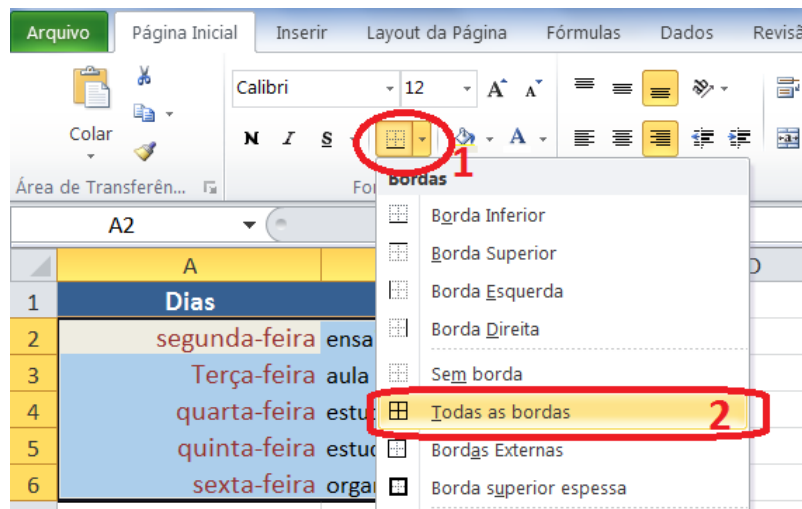 Arquivo Página Inicial Inserir Layout da Página Fórmulas Dados Revisã
Calibri 12 A A
Colar N I S A
1
Área de Transferên... Fo
Bordas
A2
Borda Inferior
Borda Superior
Borda Esquerda
Borda Direita
Sem borda
Todas as bordas 2
Bordas Externas
Borda superior espessa
A D
1 Dias
2 segunda-feira ensa
3 Terça-feira aula
4 quarta-feira estu
5 quinta-feira estud
6 sexta-feira organ